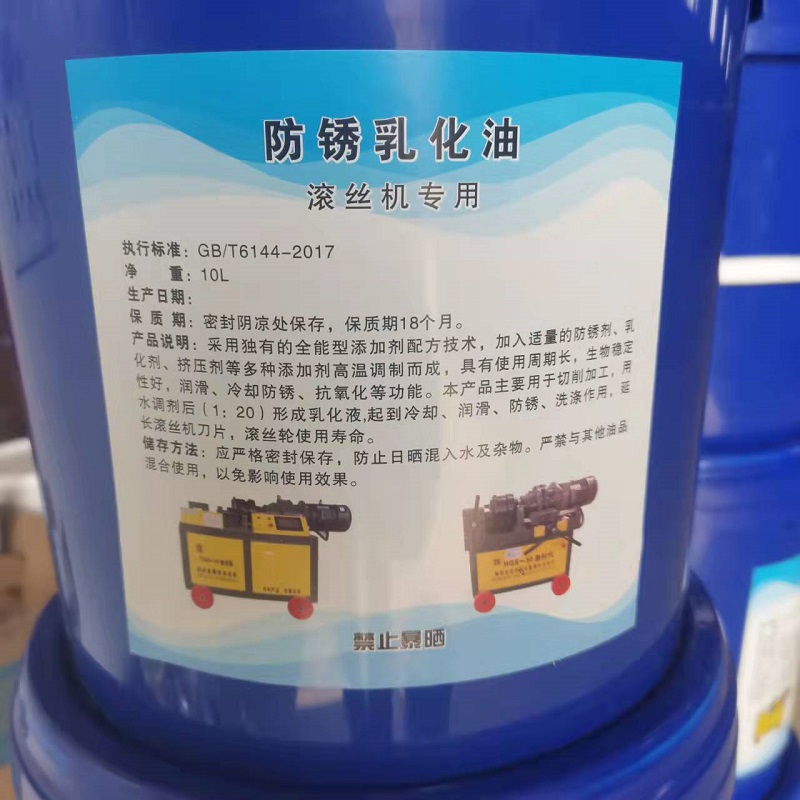 防锈乳化油
滚丝机专用
执行标准：GB/T6144-2017
净　　重：10L
生产日期：
保 质 期：密封阴凉处保存，保质期18个月。
产品说明：采用独有的全能型添加剂配方技术，加入适量的防锈剂、乳
化剂、挤压剂等多种添加剂高温调制而成，具有使用周期长，生物稳定
性好，润滑、冷却防锈、抗氧化等功能。本产品主要用于切削加工，用
水调剂后（1：20）形成乳化液,起到冷却、润滑、防锈、洗涤作用，延
长滚丝机刀片，滚丝轮使用寿命。
储存方法：应严格密封保存，防止日晒混入水及杂物。严禁与其他油品
混合使用，以免影响使用效果。
禁止暴晒